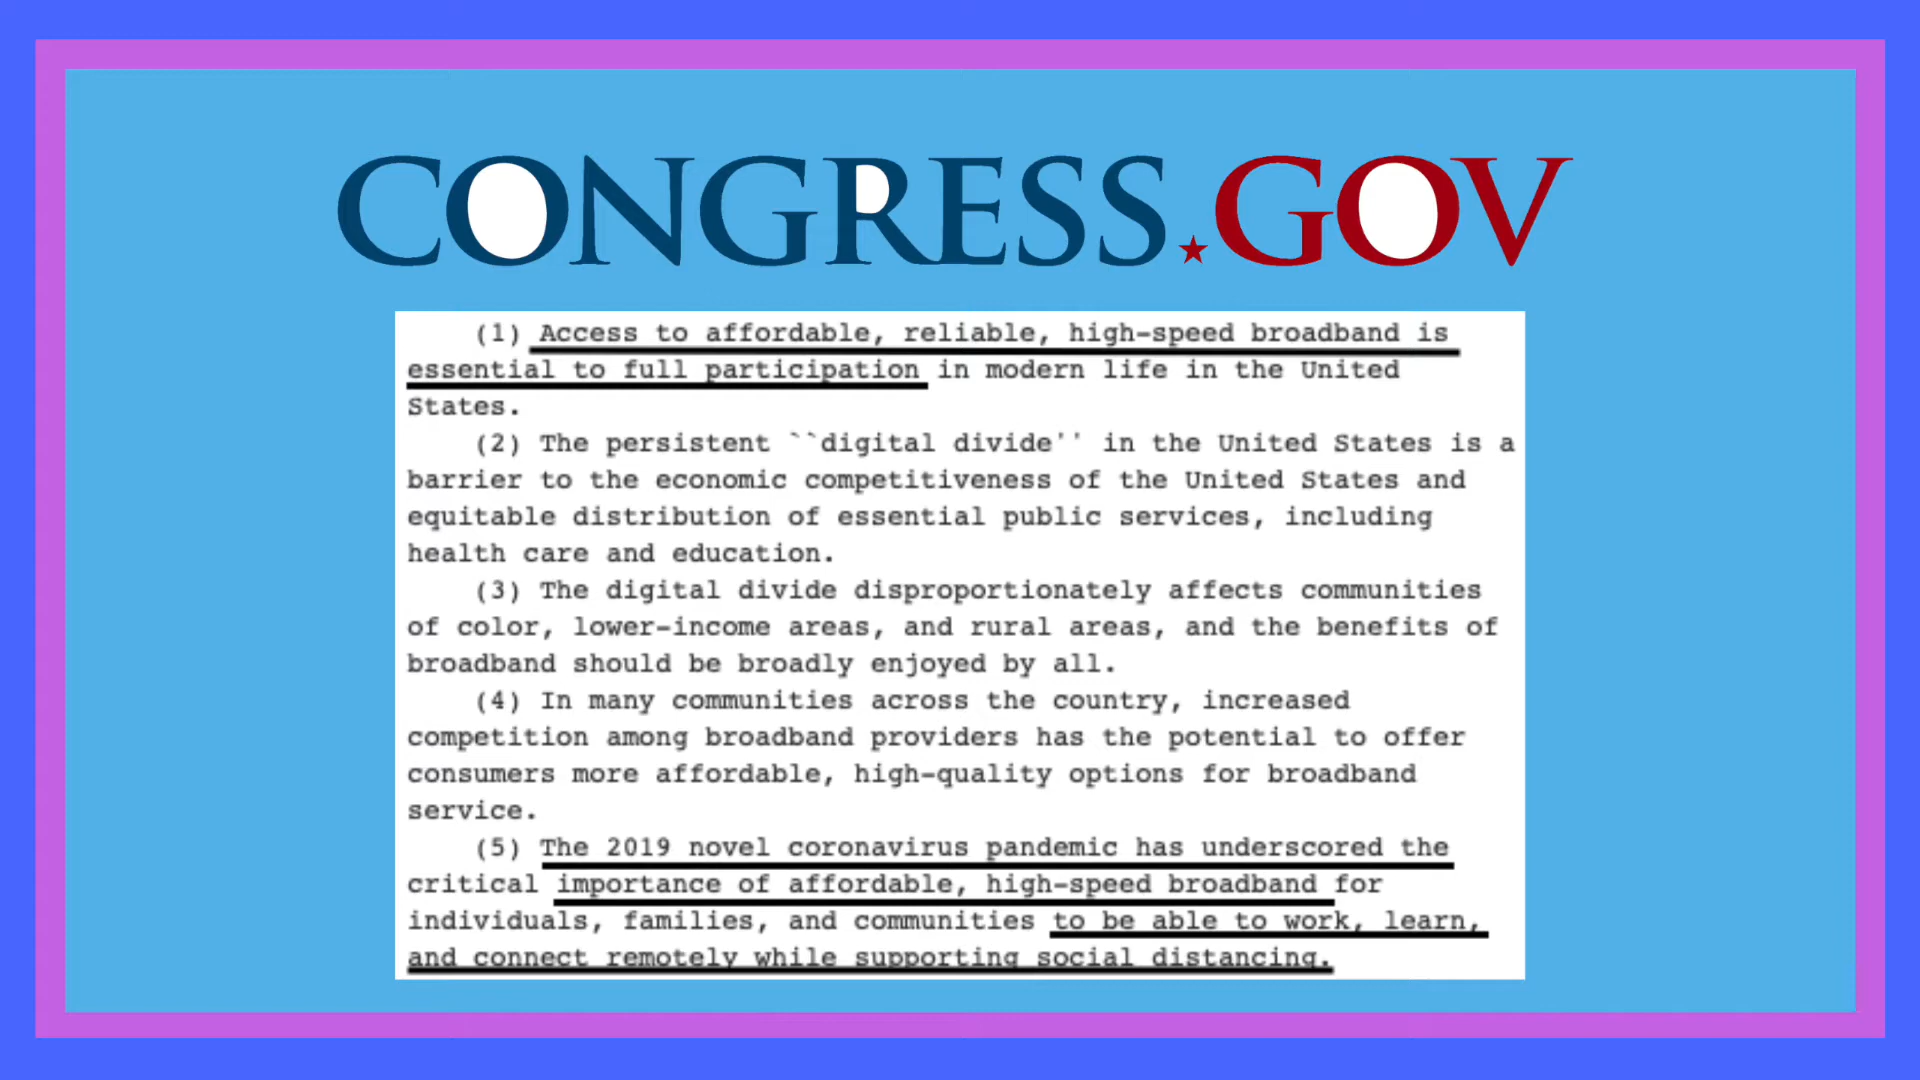 CONGRESS.GOV
(1) Access to affordable, reliable, high-speed broadband is
essential to full participation in modern life in the United
States.
(2) The persistent ``digital divide'' in the United States is a
barrier to the economic competitiveness of the United States and
equitable distribution of essential public services, including
health care and education.
(3) The digital divide disproportionately affects communities
of color, lower-income areas, and rural areas, and the benefits of
broadband should be broadly enjoyed by all.
(4) In many communities across the country, increased
competition among broadband providers has the potential to offer
consumers more affordable, high-quality options for broadband
service.
(5) The 2019 novel coronavirus pandemic has underscored the
critical importance of affordable, high-speed broadband for
individuals, families, and communities to be able to work, learn,
and connect remotely while supporting social distancing.